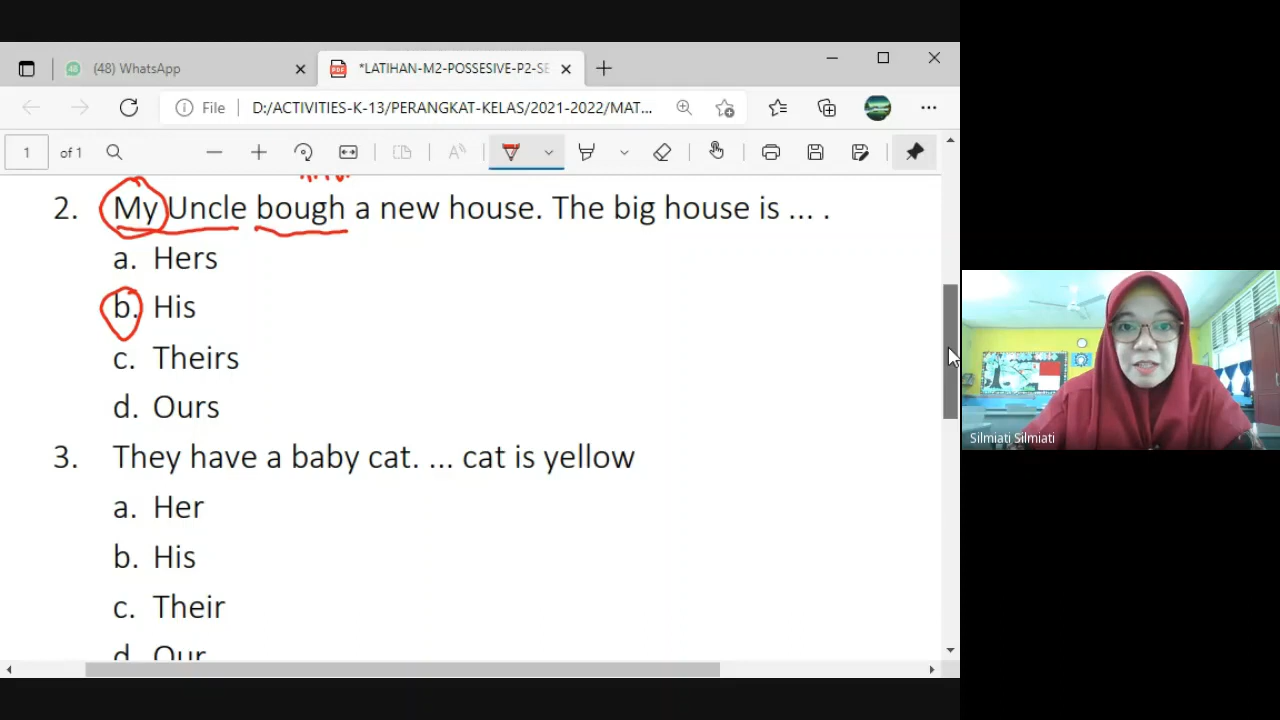 (48) WhatsApp
*LATIHAN-M2-POSSESIVE-P2-SE
File
D:/ACTIVITIES-K-13/PERANGKAT-KELAS/2021-2022/MAT...
1 of 1
2. My Uncle bough a new house. The big house is ... .
a. Hers
b. His
c. Theirs
d. Ours
3. They have a baby cat. ... cat is yellow
a. Her
b. His
c. Their
d. Our
Silmiati Silmiati